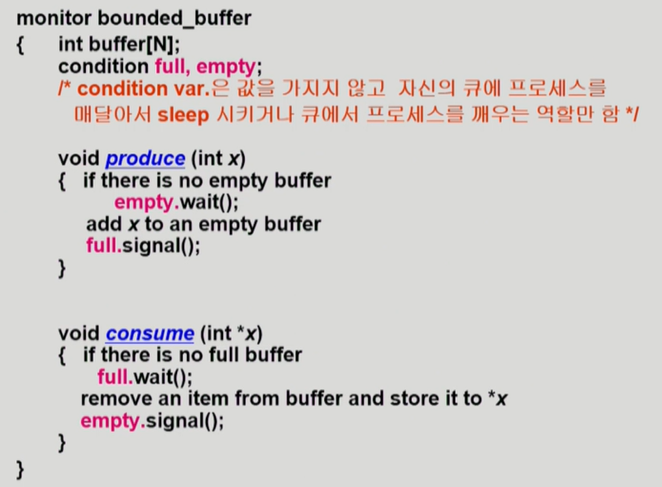 monitor bounded_buffer
{ int buffer[N];
condition full, empty;
/* condition var.은 값을 가지지 않고 자신의 큐에 프로세스를
매달아서 sleep 시키거나 큐에서 프로세스를 깨우는 역할만 함 */
void produce (int x)
{ if there is no empty buffer
empty.wait();
add x to an empty buffer
full.signal();
}
void consume (int *x)
{ if there is no full buffer
full.wait();
remove an item from buffer and store it to *x
empty.signal();
}
}